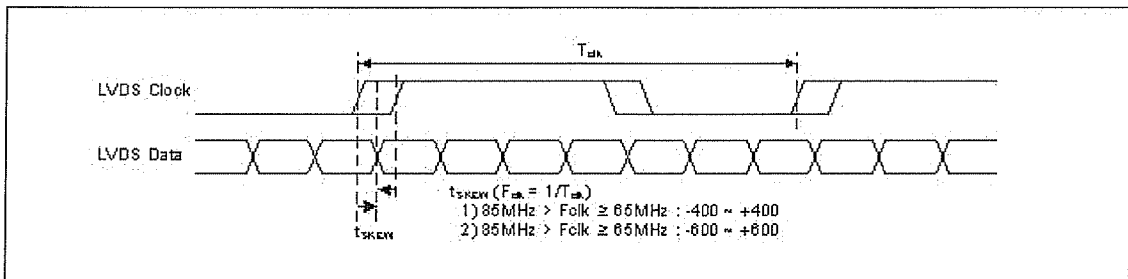 Tclk
LVDS Clock
LVDS Data
tSKEW (Fclk = 1/Tclk)
1) 85MHz > Fclk ≥ 65MHz : -400 ~ +400
2) 85MHz > Fclk ≥ 65MHz : -600 ~ +600
tSKEW